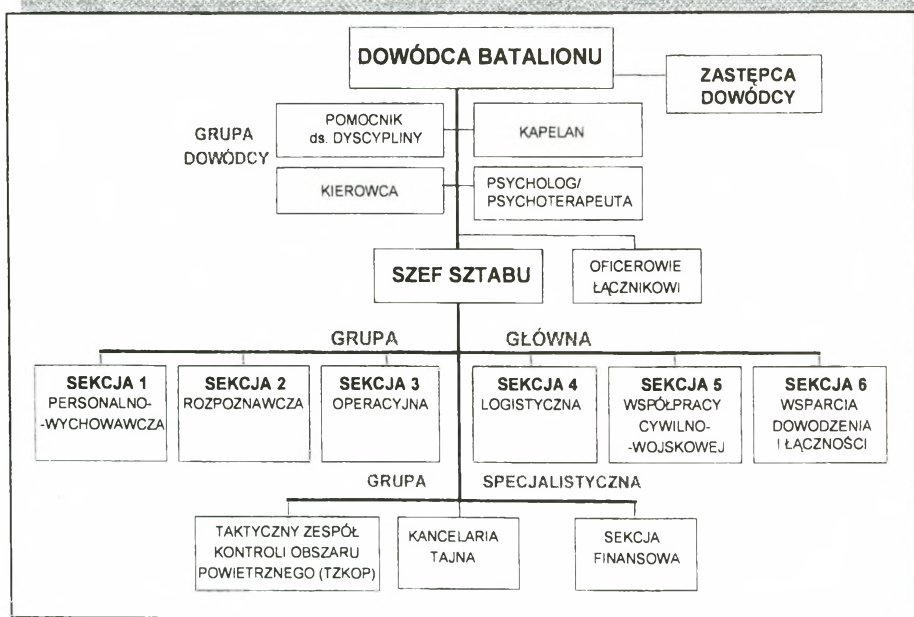 DOWÓDCA BATALIONU
ZASTĘPCA
DOWÓDCY
GRUPA
DOWÓDCY
POMOCNIK
ds. DYSCYPLINY
KAPELAN
KIEROWCA
PSYCHOLOG/
PSYCHOTERAPEUTA
SZEF SZTABU
OFICEROWIE
ŁĄCZNIKOWI
GRUPA GŁÓWNA
SEKCJA 1
PERSONALNO-
-WYCHOWAWCZA
SEKCJA 2
ROZPOZNAWCZA
SEKCJA 3
OPERACYJNA
SEKCJA 4
LOGISTYCZNA
SEKCJA 5
WSPÓŁPRACY
CYWILNO-
-WOJSKOWEJ
SEKCJA 6
WSPARCIA
DOWODZENIA
I ŁĄCZNOŚCI
GRUPA SPECJALISTYCZNA
TAKTYCZNY ZESPÓŁ
KONTROLI OBSZARU
POWIETRZNEGO (TZKOP)
KANCELARIA
TAJNA
SEKCJA
FINANSOWA